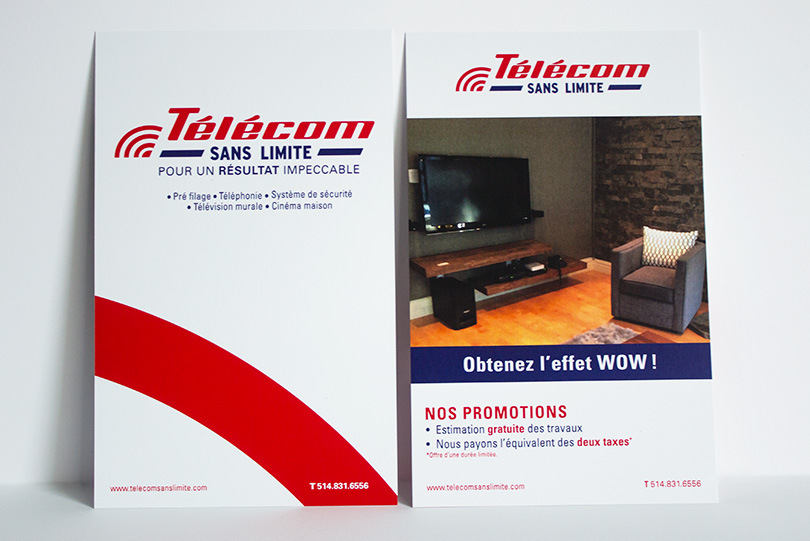 Télécom
SANS LIMITE
POUR UN RÉSULTAT IMPECCABLE
• Pré filage • Téléphonie • Système de sécurité
• Télévision murale • Cinéma maison
www.telecomsanslimite.com
T 514.831.6556
Télécom
SANS LIMITE
Obtenez l'effet WOW !
NOS PROMOTIONS
• Estimation gratuite des travaux
• Nous payons l'équivalent des deux taxes*
*Offre d'une durée limitée.
www.telecomsanslimite.com
T 514.831.6556